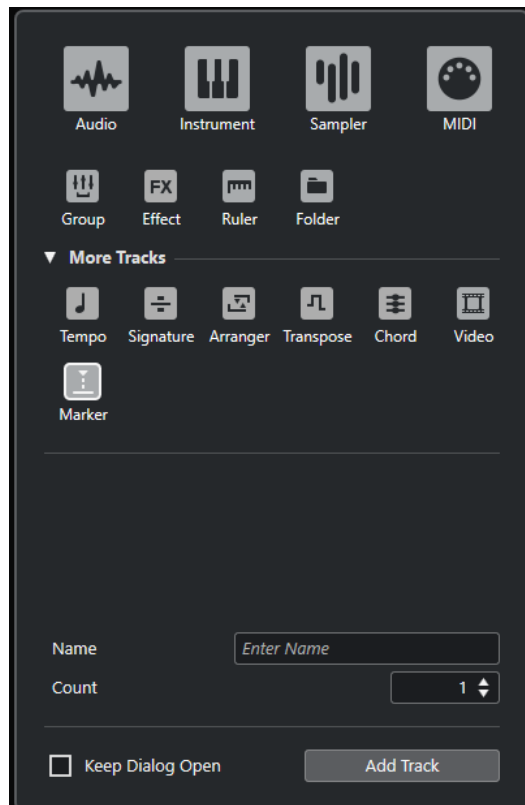 Audio Instrument Sampler MIDI
FX
Group Effect Ruler Folder
▼ More Tracks
Tempo Signature Arranger Transpose Chord Video
Marker
Name Enter Name
Count 1
Keep Dialog Open Add Track